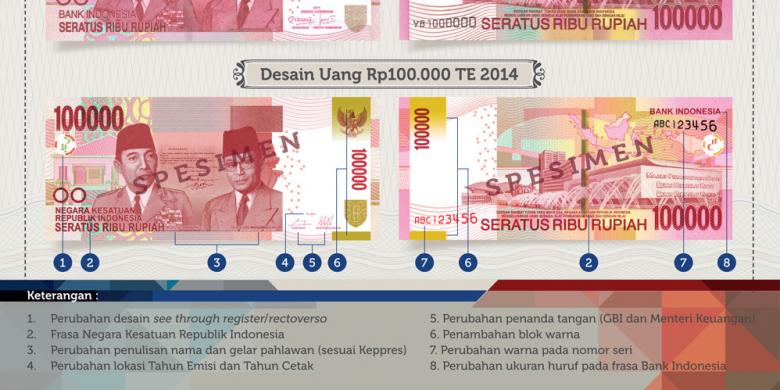 BANK INDONESIA
SERATUS RIBU RUPIAH
YB1000000
SERATUS RIBU RUPIAH 100000
Desain Uang Rp100.000 TE 2014
100000
SPESIMEN
NEGARA KESATUAN
REPUBLIK INDONESIA
SERATUS RIBU RUPIAH
100000
100000
BANK INDONESIA
ABC123456
SPESIMEN
ABC123456
SERATUS RIBU RUPIAH 100000
1 2 3 4 5 6 7 6 2 7 8
Keterangan :
1. Perubahan desain see through register/rectoverso
2. Frasa Negara Kesatuan Republik Indonesia
3. Perubahan penulisan nama dan gelar pahlawan (sesuai Keppres)
4. Perubahan lokasi Tahun Emisi dan Tahun Cetak
5. Perubahan penanda tangan (GBI dan Menteri Keuangan)
6. Penambahan blok warna
7. Perubahan warna pada nomor seri
8. Perubahan ukuran huruf pada frasa Bank Indonesia